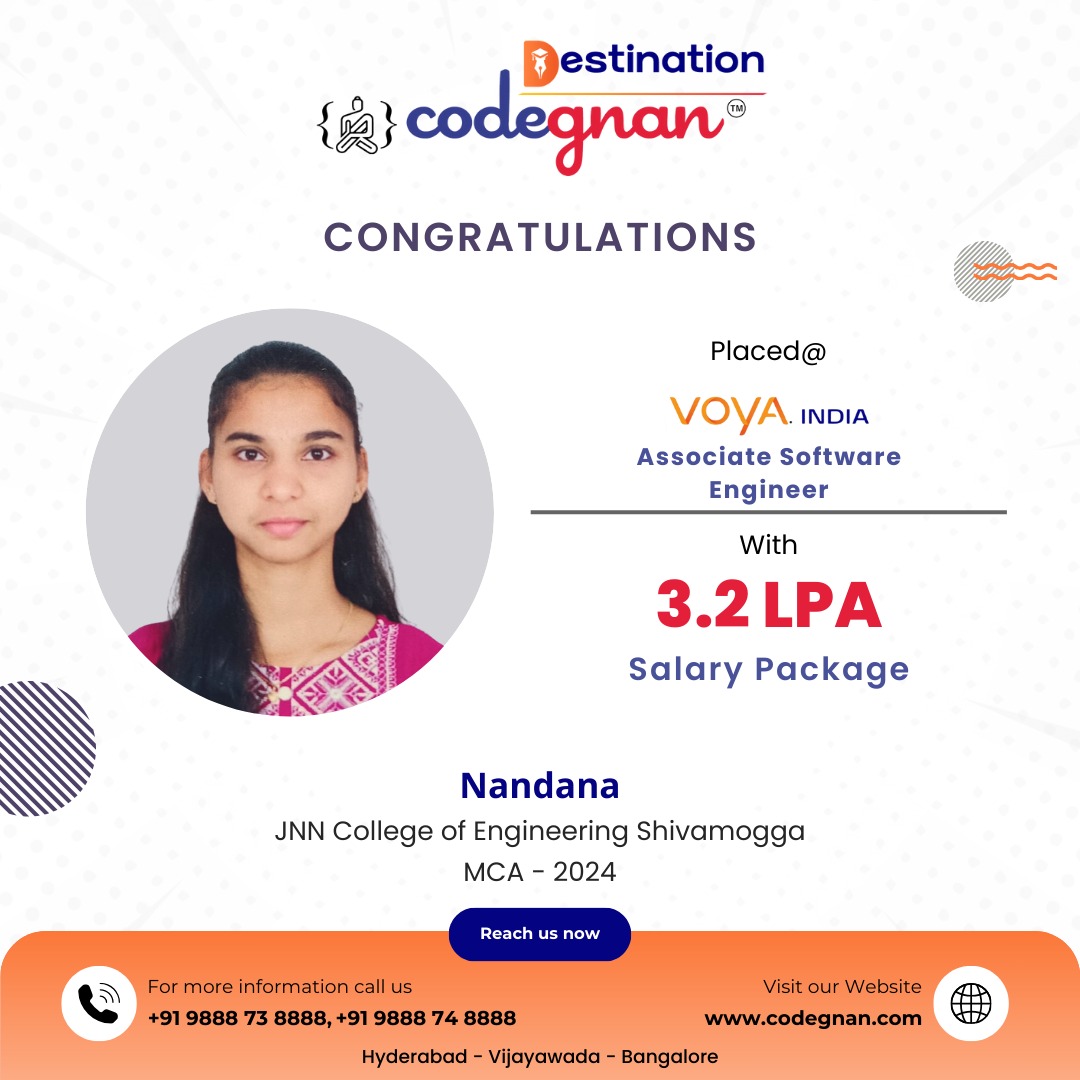 Destination
codegnan™
CONGRATULATIONS
Placed@
VOYA. INDIA
Associate Software
Engineer
With
3.2 LPA
Salary Package
Nandana
JNN College of Engineering Shivamogga
MCA - 2024
Reach us now
For more information call us
+91 9888 73 8888, +91 9888 74 8888
Visit our Website
www.codegnan.com
Hyderabad - Vijayawada - Bangalore